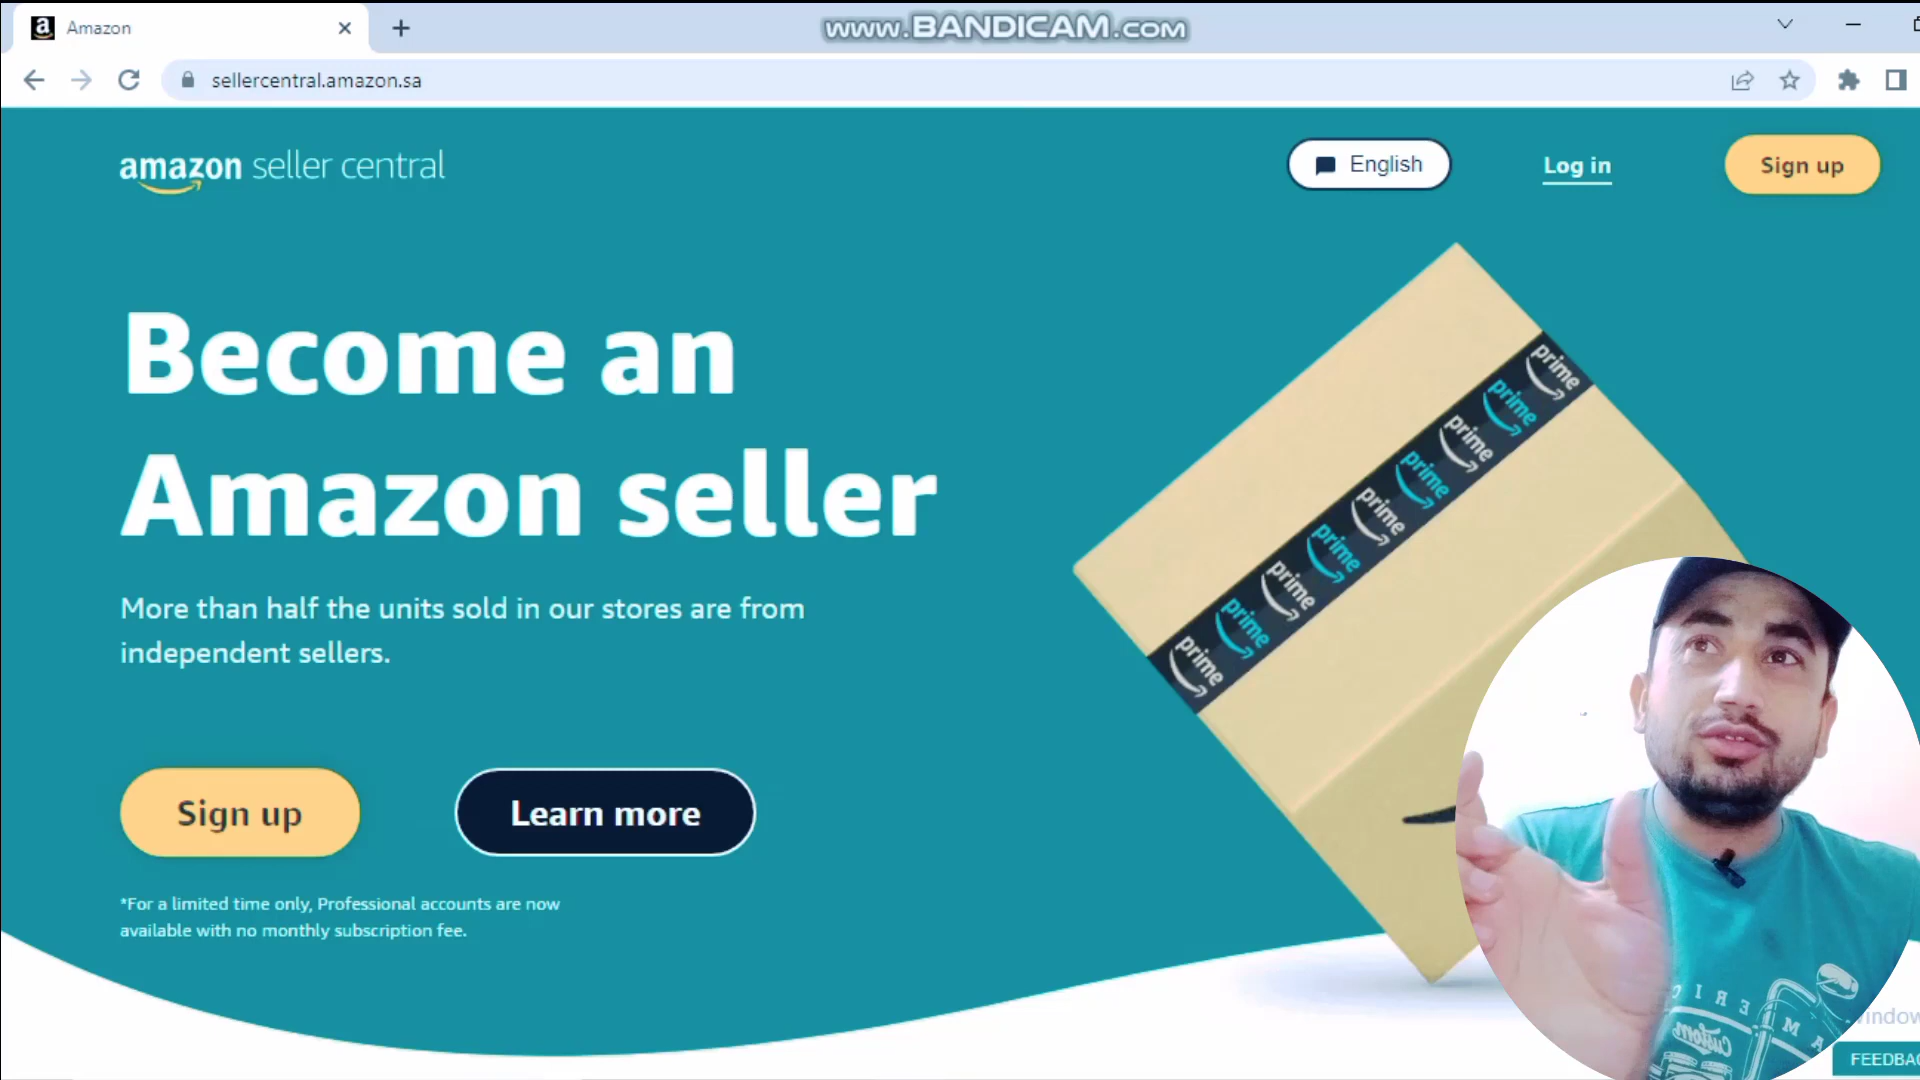 Amazon
www.BANDICAM.com
sellercentral.amazon.sa
amazon seller central
English
Log in
Sign up
Become an
Amazon seller
More than half the units sold in our stores are from
independent sellers.
prime
prime
prime
prime
prime
prime
prime
prime
prime
Sign up
Learn more
*For a limited time only, Professional accounts are now
available with no monthly subscription fee.
Custom
FEEDBA